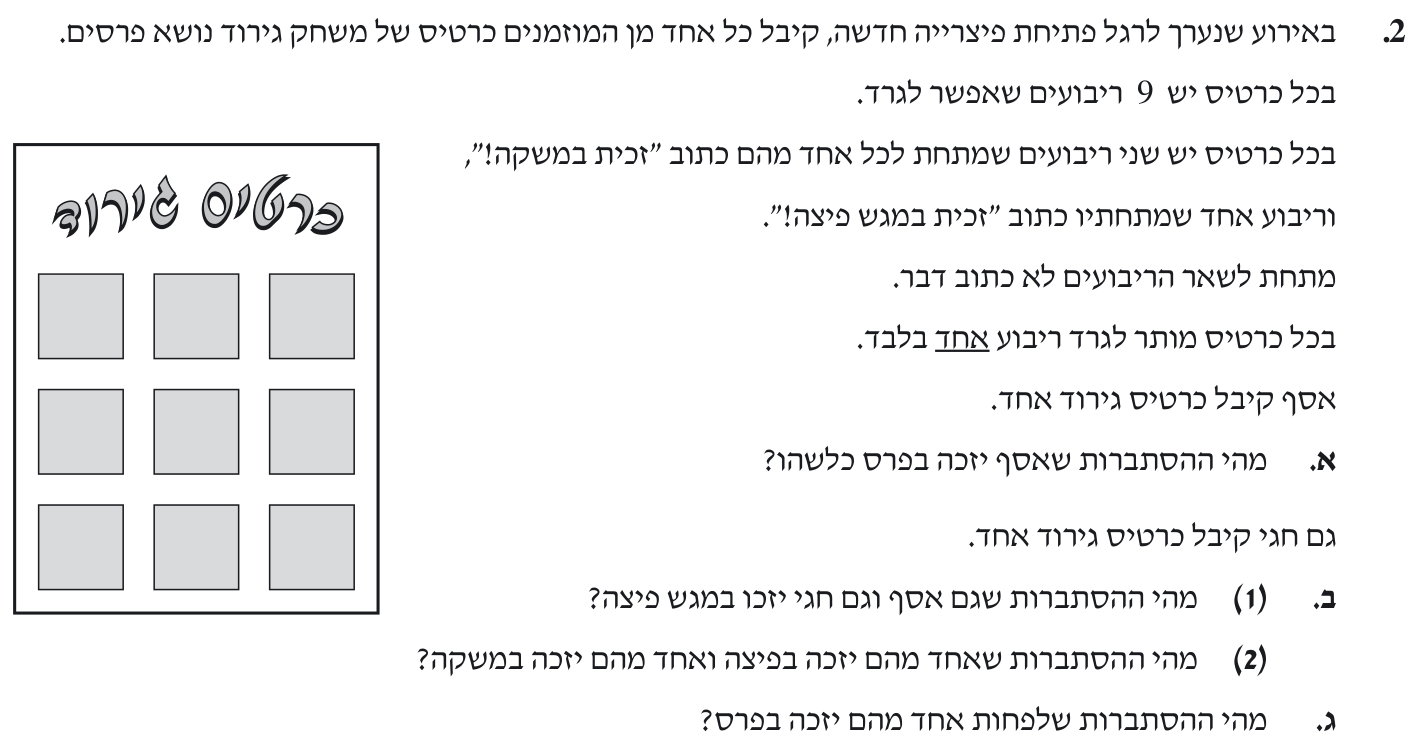 2. באירוע שנערך לרגל פתיחת פיצרייה חדשה, קיבל כל אחד מן המוזמנים כרטיס של משחק גירוד נושא פרסים.
בכל כרטיס יש 9 ריבועים שאפשר לגרד.
בכל כרטיס יש שני ריבועים שמתחת לכל אחד מהם כתוב "זכית במשקה!",
וריבוע אחד שמתחתיו כתוב "זכית במגש פיצה!".
מתחת לשאר הריבועים לא כתוב דבר.
בכל כרטיס מותר לגרד ריבוע אחד בלבד.
אסף קיבל כרטיס גירוד אחד.
א. מהי ההסתברות שאסף יזכה בפרס כלשהו?
גם חגי קיבל כרטיס גירוד אחד.
ב. (1) מהי ההסתברות שגם אסף וגם חגי יזכו במגש פיצה?
(2) מהי ההסתברות שאחד מהם יזכה בפיצה ואחד מהם יזכה במשקה?
ג. מהי ההסתברות שלפחות אחד מהם יזכה בפרס?
כרטיס גירוד